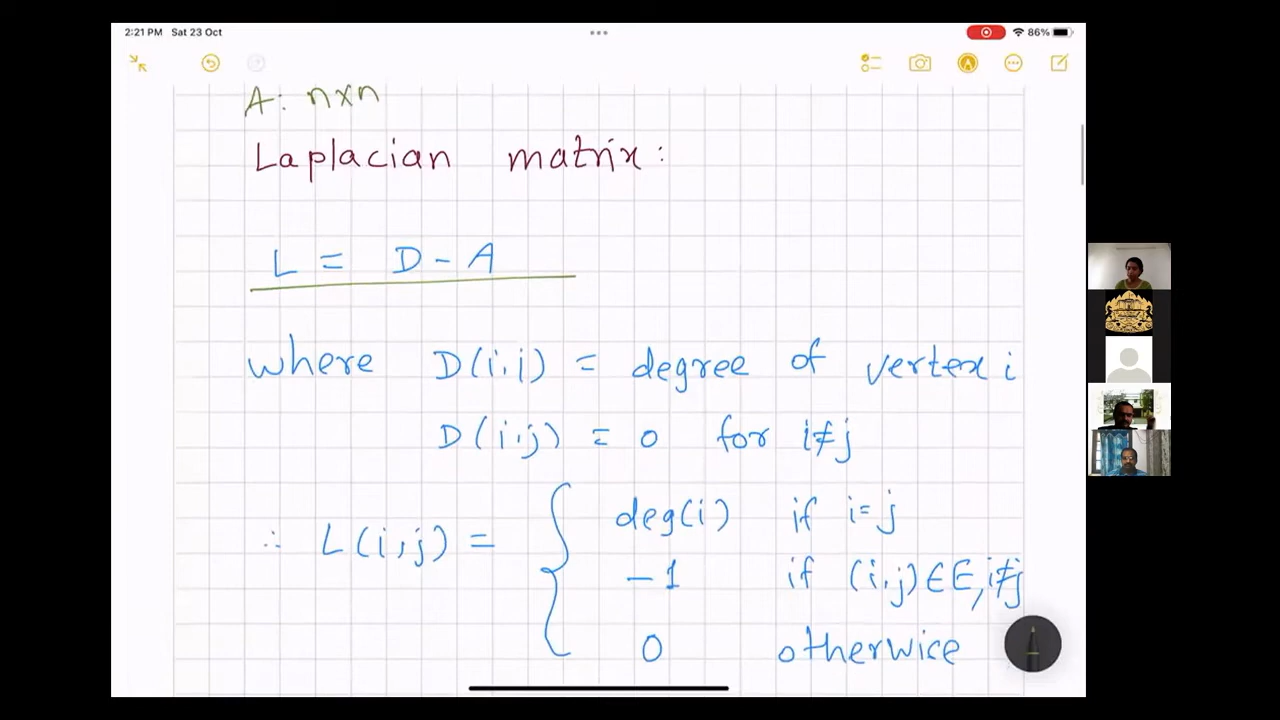 2:21 PM Sat 23 Oct
86%
A: n×n
Laplacian matrix:
L = D - A
where D(i,i) = degree of vertex i
D(i,j) = 0 for i≠j
∴ L(i,j) = { deg(i) if i=j
-1 if (i,j)∈E, i≠j
0 otherwice